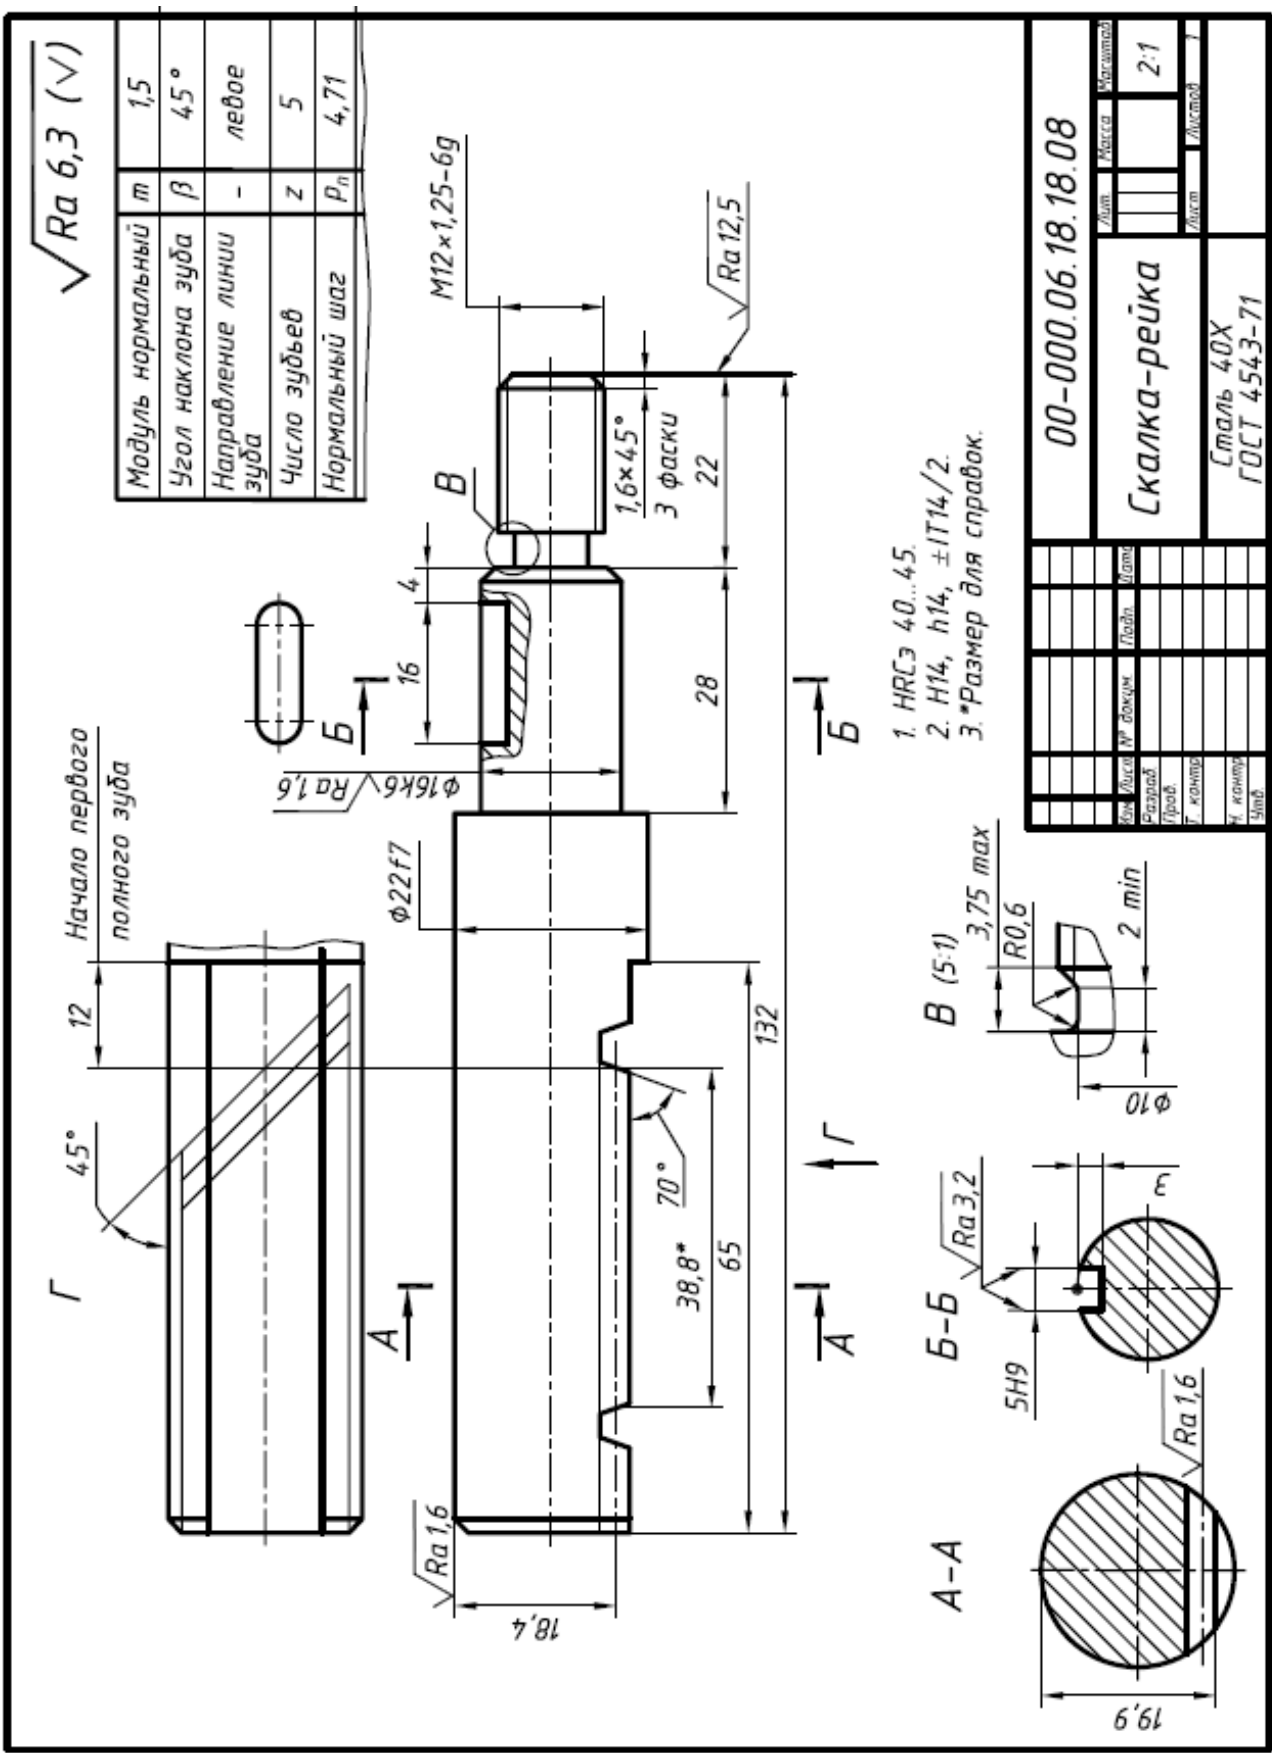 √Ra 6,3 (√)
Модуль нормальный m 1,5
Угол наклона зуба β 45°
Направление линии зуба - левое
Число зубьев z 5
Нормальный шаг Pn 4,71
Г
45°
12
Начало первого
полного зуба
А
Б
16
4
В
M12×1,25-6g
Ra 1,6
18,4
ϕ22f7
ϕ16k6
Ra 1,6
1,6×45°
3 фаски
Ra 12,5
70°
38,8*
65
28
22
132
А
Г
Б
А-А
19,9
Ra 1,6
Б-Б
5H9
Ra 3,2
3
В (5:1)
3,75 max
R0,6
2 min
ϕ10
1. HRCэ 40...45.
2. H14, h14, ±IT14/2.
3. *Размер для справок.
00-000.06.18.18.08
Изм. Лист № докум. Подп. Дата
Разраб.
Пров.
Т. контр.
Н. контр.
Утв.
Скалка-рейка
Лит. Масса Масштаб
2:1
Лист Листов 1
Сталь 40Х
ГОСТ 4543-71